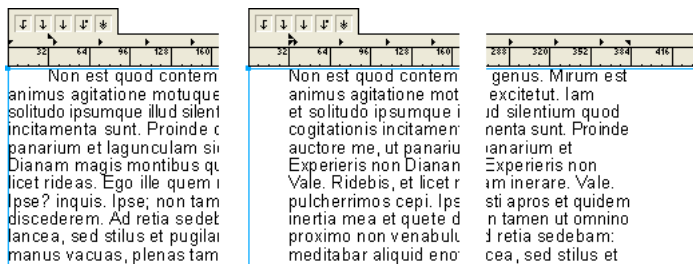 32 64 96 128 160
Non est quod contem
animus agitatione motuque
solitudo ipsumque illud silent
incitamenta sunt. Proinde c
panarium et lagunculam sic
Dianam magis montibus qu
licet rideas. Ego ille quem
Ipse? inquis. Ipse; non tam
discederem. Ad retia sedeb
lancea, sed stilus et pugilar
manus vacuas, plenas tam
32 64 96 128 160
Non est quod contem
animus agitatione mot
et solitudo ipsumque i
cogitationis incitamen
auctore me, ut panariu
Experieris non Dianan
Vale. Ridebis, et licet r
pulcherrimos cepi. Ips
inertia mea et quete d
proximo non venabulu
meditabar aliquid enot
288 320 352 384 416
genus. Mirum est
excitetut. Iam
ud silentium quod
menta sunt. Proinde
panarium et
Experieris non
am inerare. Vale.
sti apros et quidem
n tamen ut omnino
d retia sedebam:
cea, sed stilus et